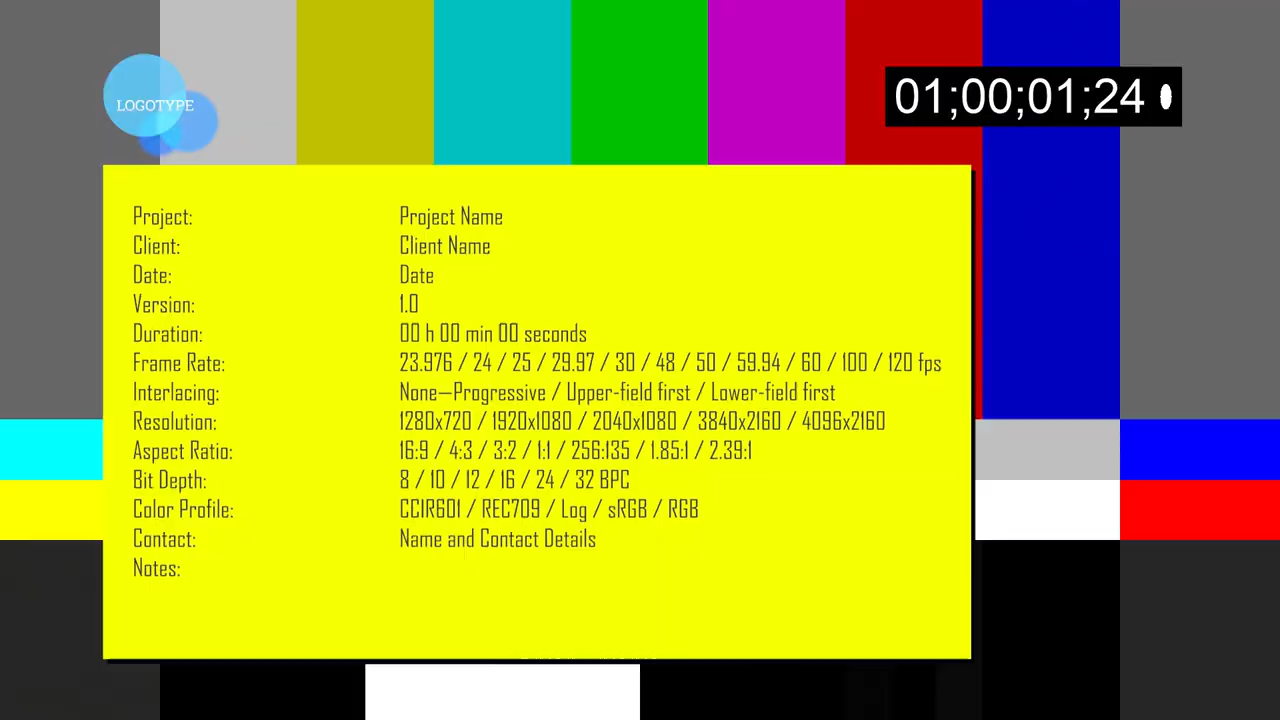 LOGOTYPE
01;00;01;24
Project: Project Name
Client: Client Name
Date: Date
Version: 1.0
Duration: 00 h 00 min 00 seconds
Frame Rate: 23.976 / 24 / 25 / 29.97 / 30 / 48 / 50 / 59.94 / 60 / 100 / 120 fps
Interlacing: None—Progressive / Upper-field first / Lower-field first
Resolution: 1280x720 / 1920x1080 / 2040x1080 / 3840x2160 / 4096x2160
Aspect Ratio: 16:9 / 4:3 / 3:2 / 1:1 / 256:135 / 1.85:1 / 2.39:1
Bit Depth: 8 / 10 / 12 / 16 / 24 / 32 BPC
Color Profile: CCIR601 / REC709 / Log / sRGB / RGB
Contact: Name and Contact Details
Notes: